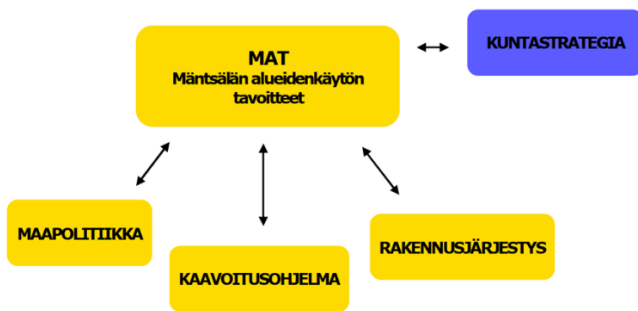 MAT
Mäntsälän alueidenkäytön
tavoitteet
KUNTASTRATEGIA
MAAPOLITIIKKA
KAAVOITUSOHJELMA
RAKENNUSJÄRJESTYS